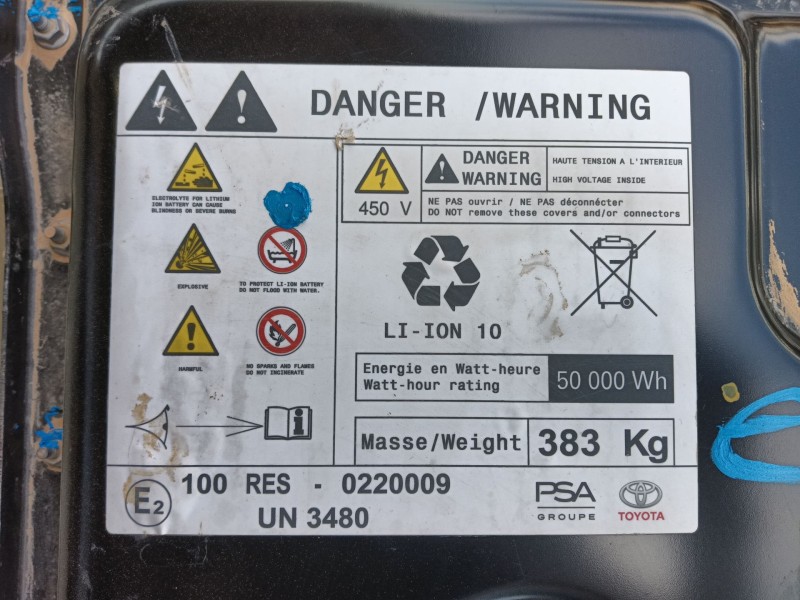 DANGER /WARNING
ELECTROLYTE FOR LITHIUM
ION BATTERY CAN CAUSE
BLINDNESS OR SEVERE BURNS
EXPLOSIVE
TO PROTECT LI-ION BATTERY
DO NOT FLOOD WITH WATER.
HARMFUL
NO SPARKS AND FLAMES
DO NOT INCINERATE
450 V
DANGER
WARNING
HAUTE TENSION A L'INTERIEUR
HIGH VOLTAGE INSIDE
NE PAS ouvrir / NE PAS déconnécter
DO NOT remove these covers and/or connectors
LI-ION 10
Energie en Watt-heure
Watt-hour rating
50 000 Wh
Masse/Weight
383 Kg
E2
100 RES - 0220009
UN 3480
PSA
GROUPE
TOYOTA